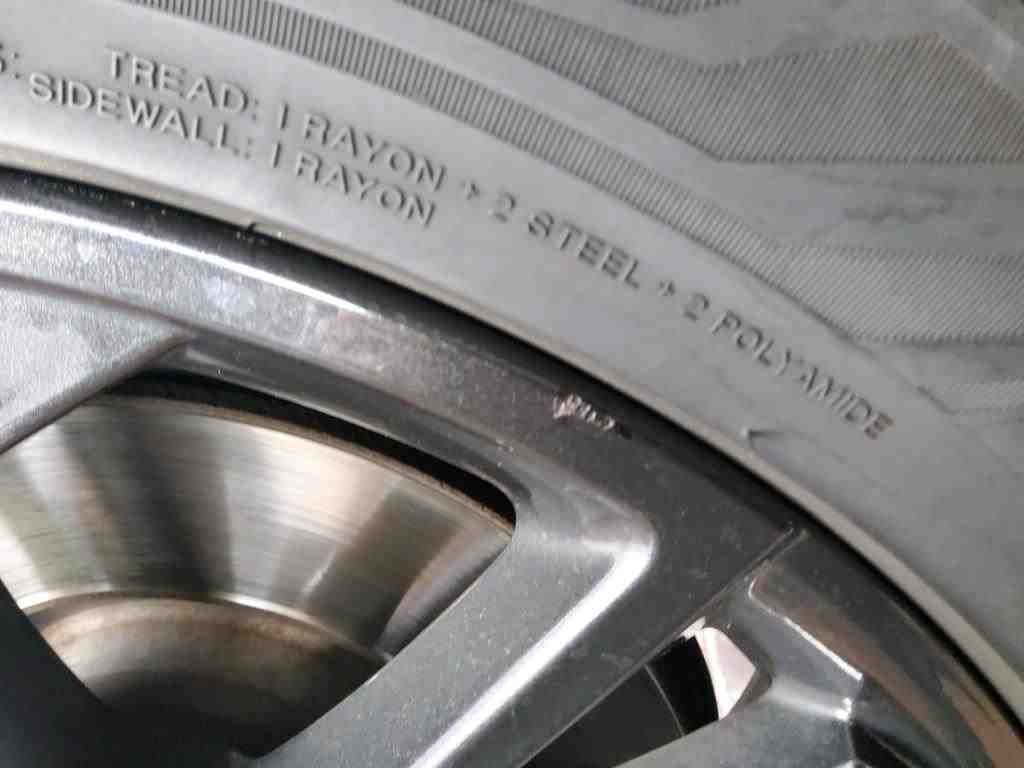 TREAD: 1 RAYON + 2 STEEL + 2 POLYAMIDE
SIDEWALL: 1 RAYON